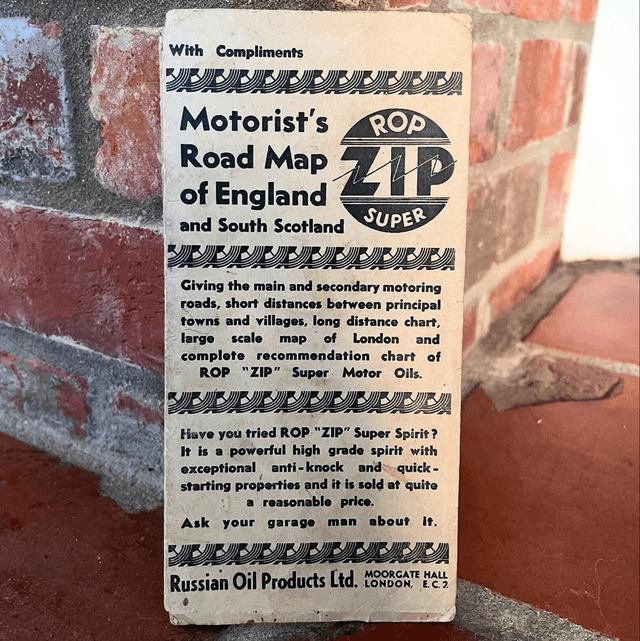 With Compliments
Motorist's
Road Map
of England
and South Scotland
ROP
ZIP
SUPER
Giving the main and secondary motoring
roads, short distances between principal
towns and villages, long distance chart,
large scale map of London and
complete recommendation chart of
ROP "ZIP" Super Motor Oils.
Have you tried ROP "ZIP" Super Spirit?
It is a powerful high grade spirit with
exceptional anti-knock and quick-
starting properties and it is sold at quite
a reasonable price.
Ask your garage man about it.
Russian Oil Products Ltd. MOORGATE HALL
LONDON, E.C.2